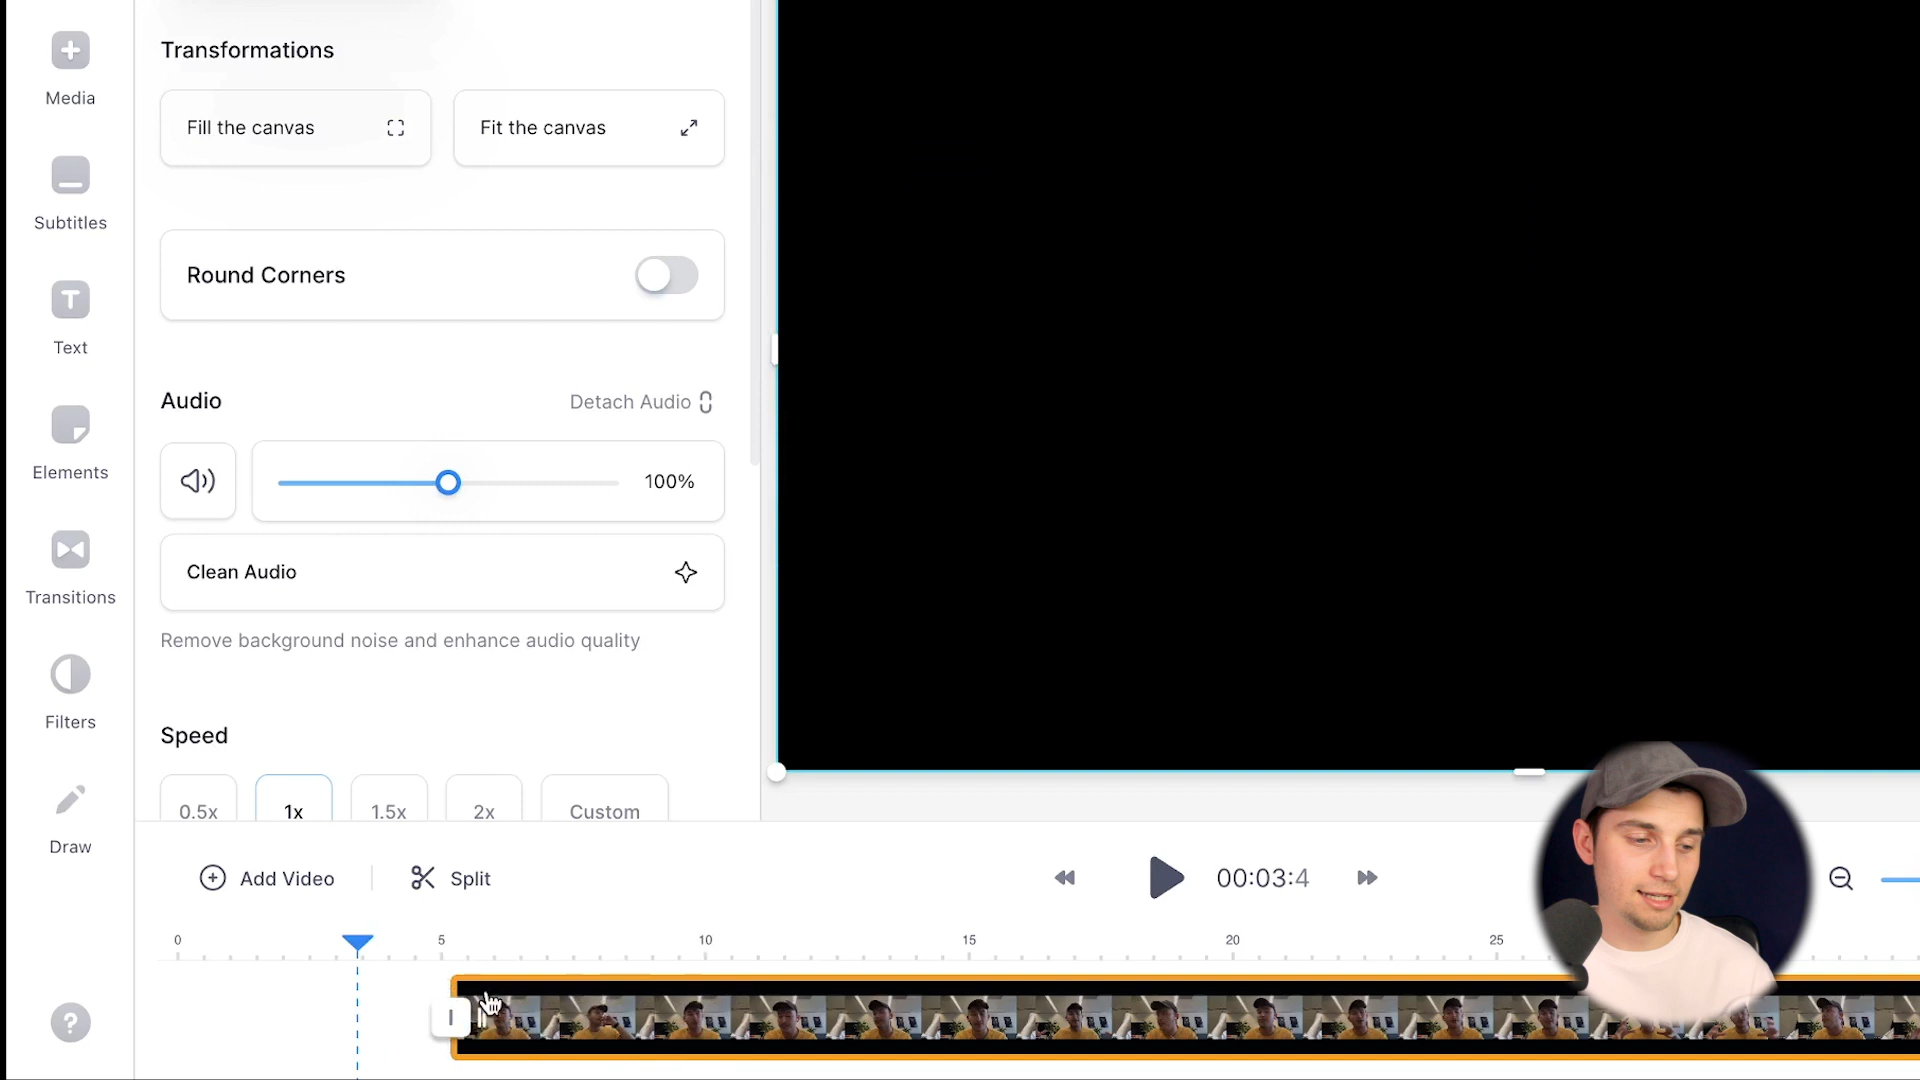 Media
Subtitles
Text
Elements
Transitions
Filters
Draw
?
Transformations
Fill the canvas
Fit the canvas
Round Corners
Audio
Detach Audio
100%
Clean Audio
Remove background noise and enhance audio quality
Speed
0.5x 1x 1.5x 2x Custom
Add Video
Split
00:03:4
0 5 10 15 20 25